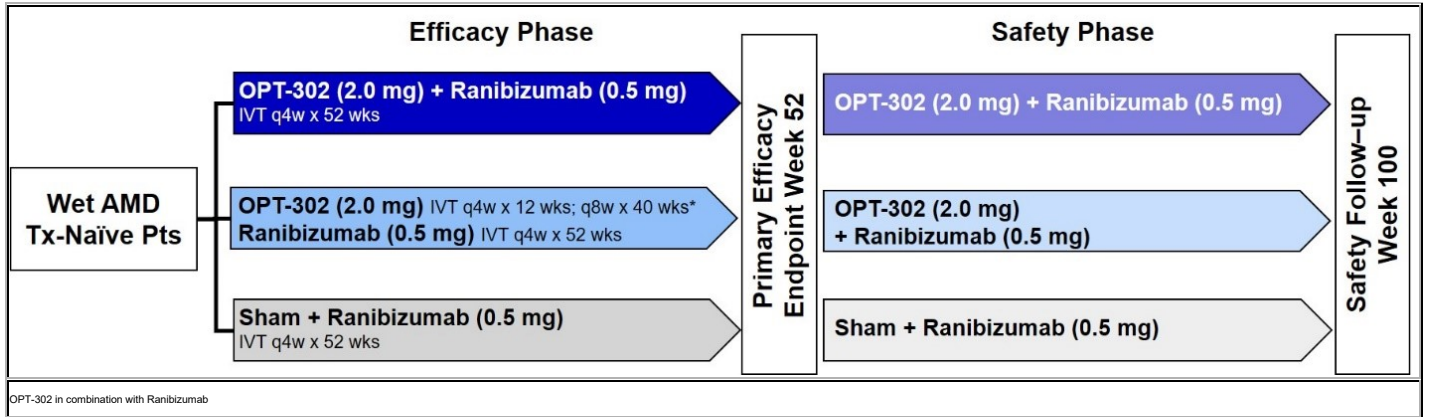 Efficacy Phase
Safety Phase
Wet AMD
Tx-Naïve Pts
OPT-302 (2.0 mg) + Ranibizumab (0.5 mg)
IVT q4w x 52 wks
OPT-302 (2.0 mg) IVT q4w x 12 wks; q8w x 40 wks*
Ranibizumab (0.5 mg) IVT q4w x 52 wks
Sham + Ranibizumab (0.5 mg)
IVT q4w x 52 wks
Primary Efficacy
Endpoint Week 52
OPT-302 (2.0 mg) + Ranibizumab (0.5 mg)
OPT-302 (2.0 mg)
+ Ranibizumab (0.5 mg)
Sham + Ranibizumab (0.5 mg)
Safety Follow–up
Week 100
OPT-302 in combination with Ranibizumab